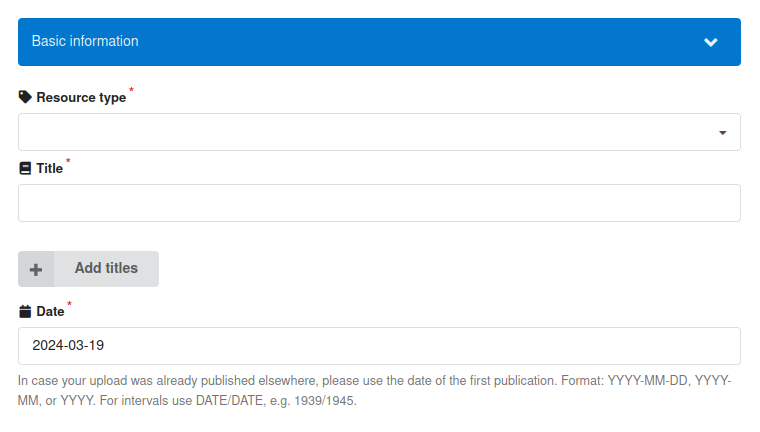 Basic information
Resource type *
Title *
Add titles
Date *
2024-03-19
In case your upload was already published elsewhere, please use the date of the first publication. Format: YYYY-MM-DD, YYYY-
MM, or YYYY. For intervals use DATE/DATE, e.g. 1939/1945.